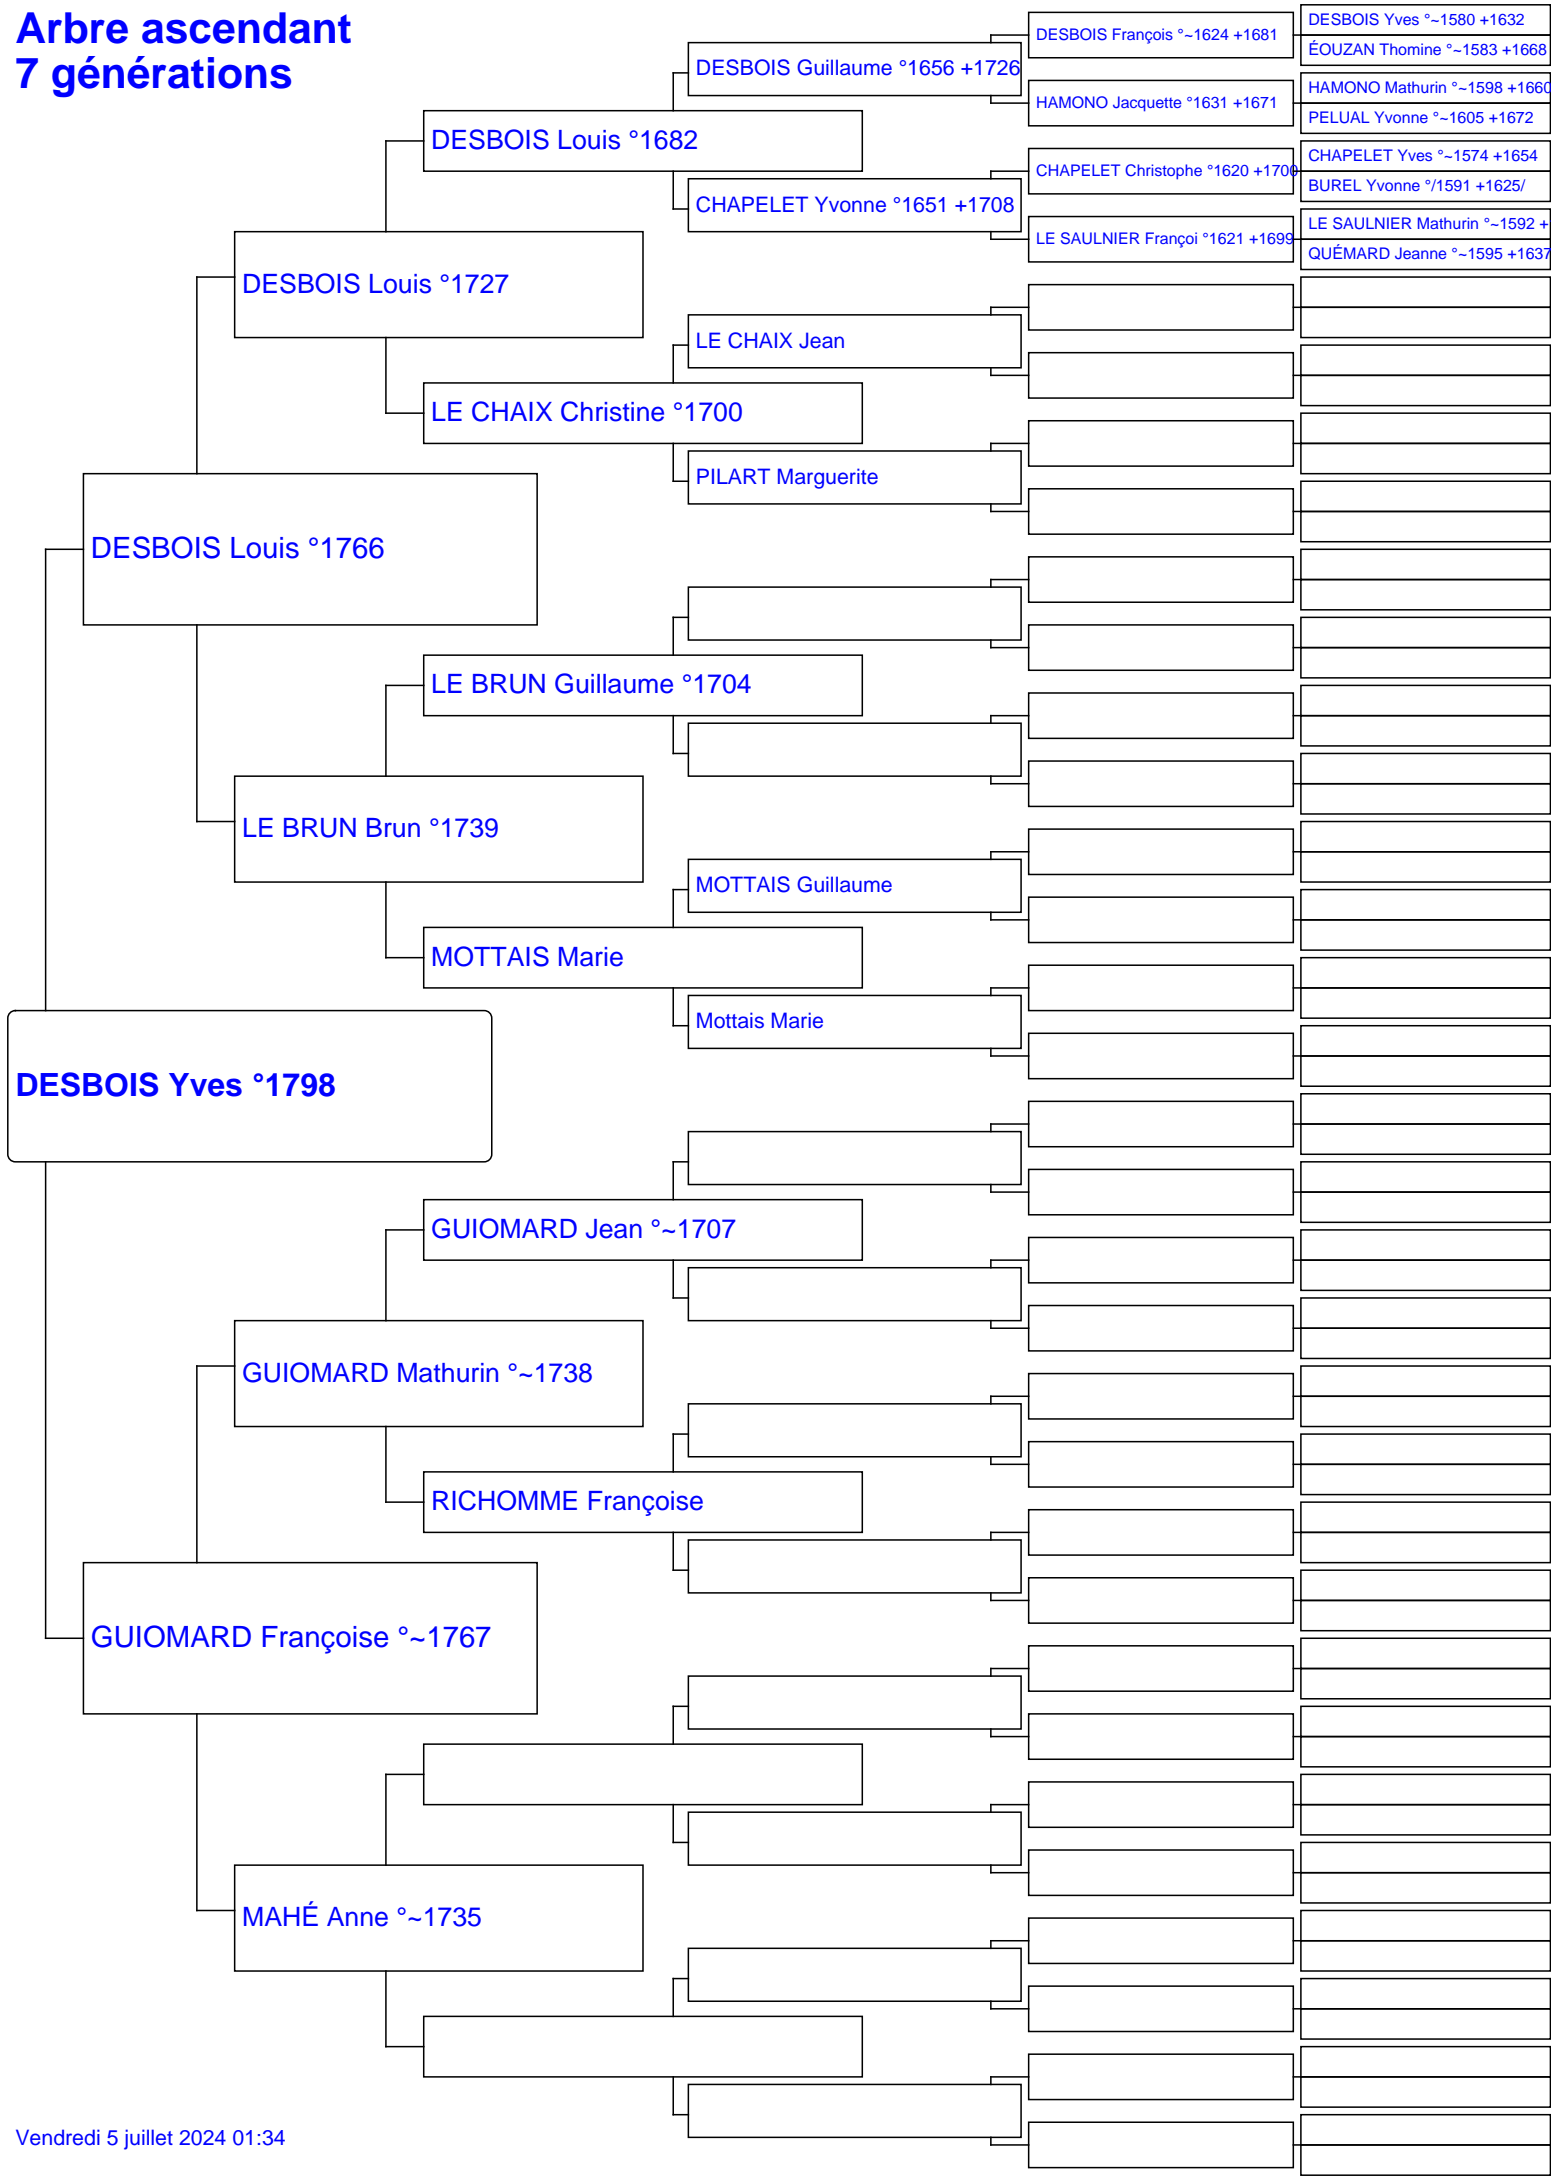 Arbre ascendant
7 générations
DESBOIS Yves °~1580 +1632
DESBOIS François °~1624 +1681
ÉOUZAN Thomine °~1583 +1668
DESBOIS Guillaume °1656 +1726
HAMONO Mathurin °~1598 +1660
HAMONO Jacquette °1631 +1671
PELUAL Yvonne °~1605 +1672
DESBOIS Louis °1682
CHAPELET Yves °~1574 +1654
CHAPELET Christophe °1620 +1700
BUREL Yvonne °/1591 +1625/
CHAPELET Yvonne °1651 +1708
LE SAULNIER Mathurin °~1592 +
LE SAULNIER Françoi °1621 +1699
QUÉMARD Jeanne °~1595 +1637
DESBOIS Louis °1727
LE CHAIX Jean
LE CHAIX Christine °1700
PILART Marguerite
DESBOIS Louis °1766
LE BRUN Guillaume °1704
LE BRUN Brun °1739
MOTTAIS Guillaume
MOTTAIS Marie
Mottais Marie
DESBOIS Yves °1798
GUIOMARD Jean °~1707
GUIOMARD Mathurin °~1738
RICHOMME Françoise
GUIOMARD Françoise °~1767
MAHÉ Anne °~1735
Vendredi 5 juillet 2024 01:34